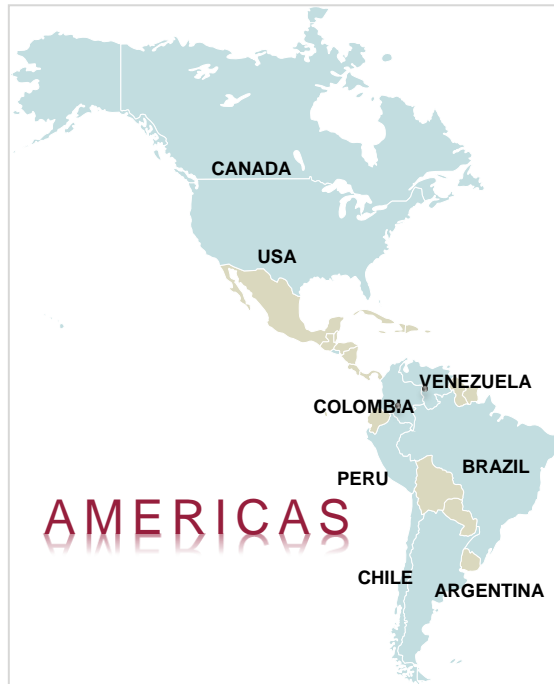 CANADA
USA
VENEZUELA
COLOMBIA
BRAZIL
PERU
AMERICAS
CHILE
ARGENTINA